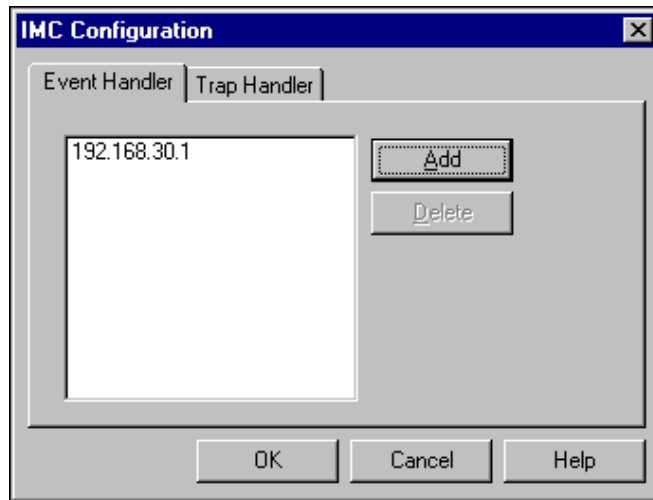 IMC Configuration
Event Handler Trap Handler
192.168.30.1
Add
Delete
OK Cancel Help